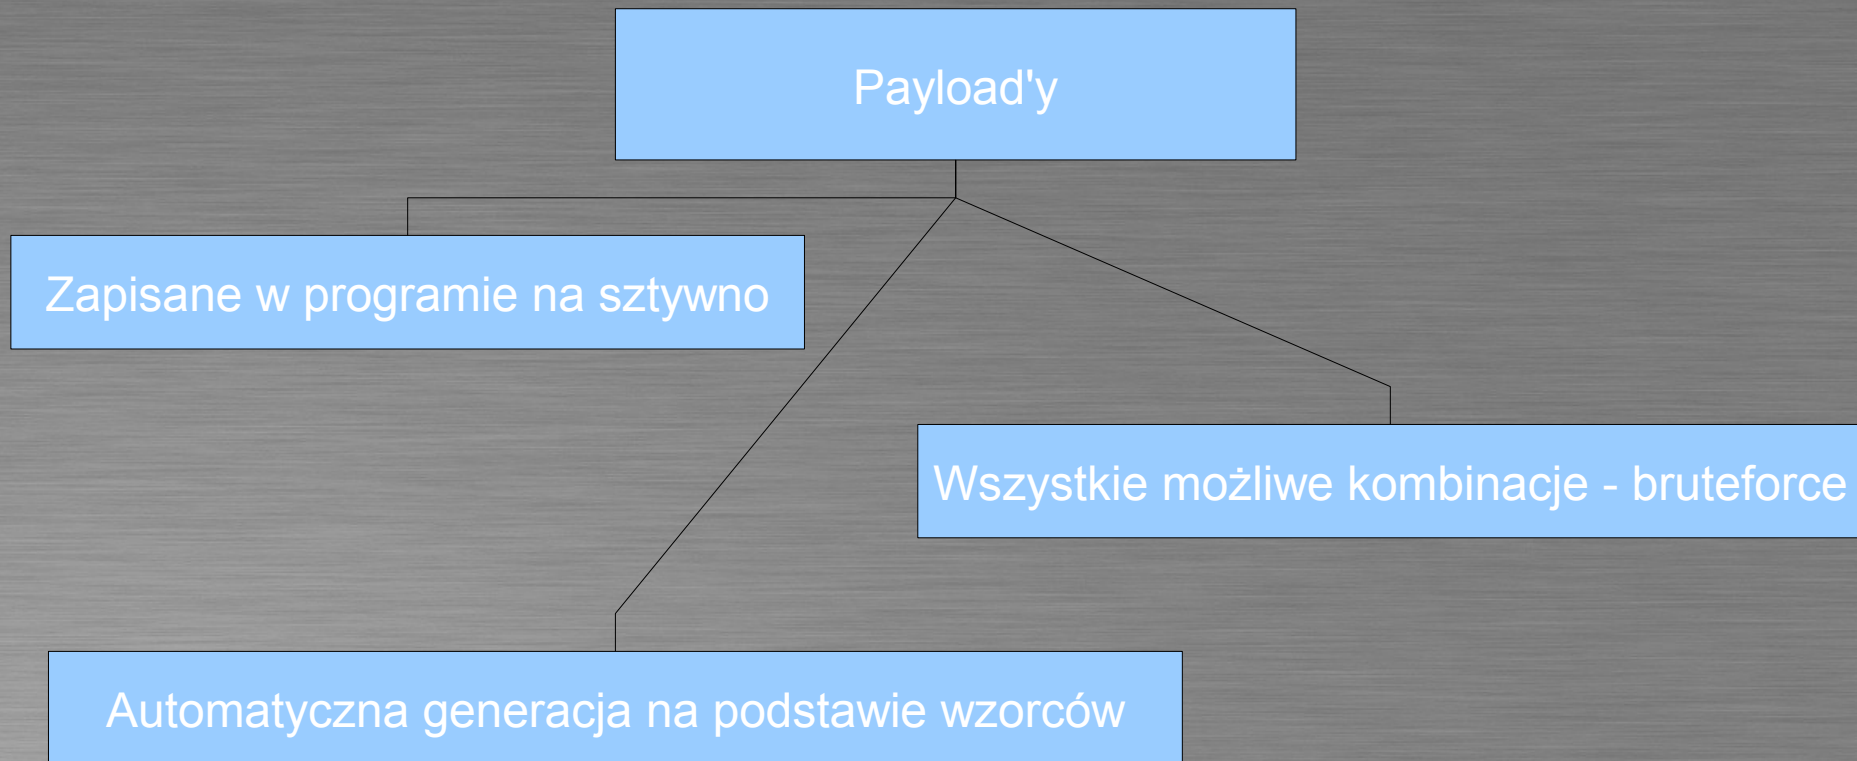 Payload'y
Zapisane w programie na sztywno
Wszystkie możliwe kombinacje - bruteforce
Automatyczna generacja na podstawie wzorców